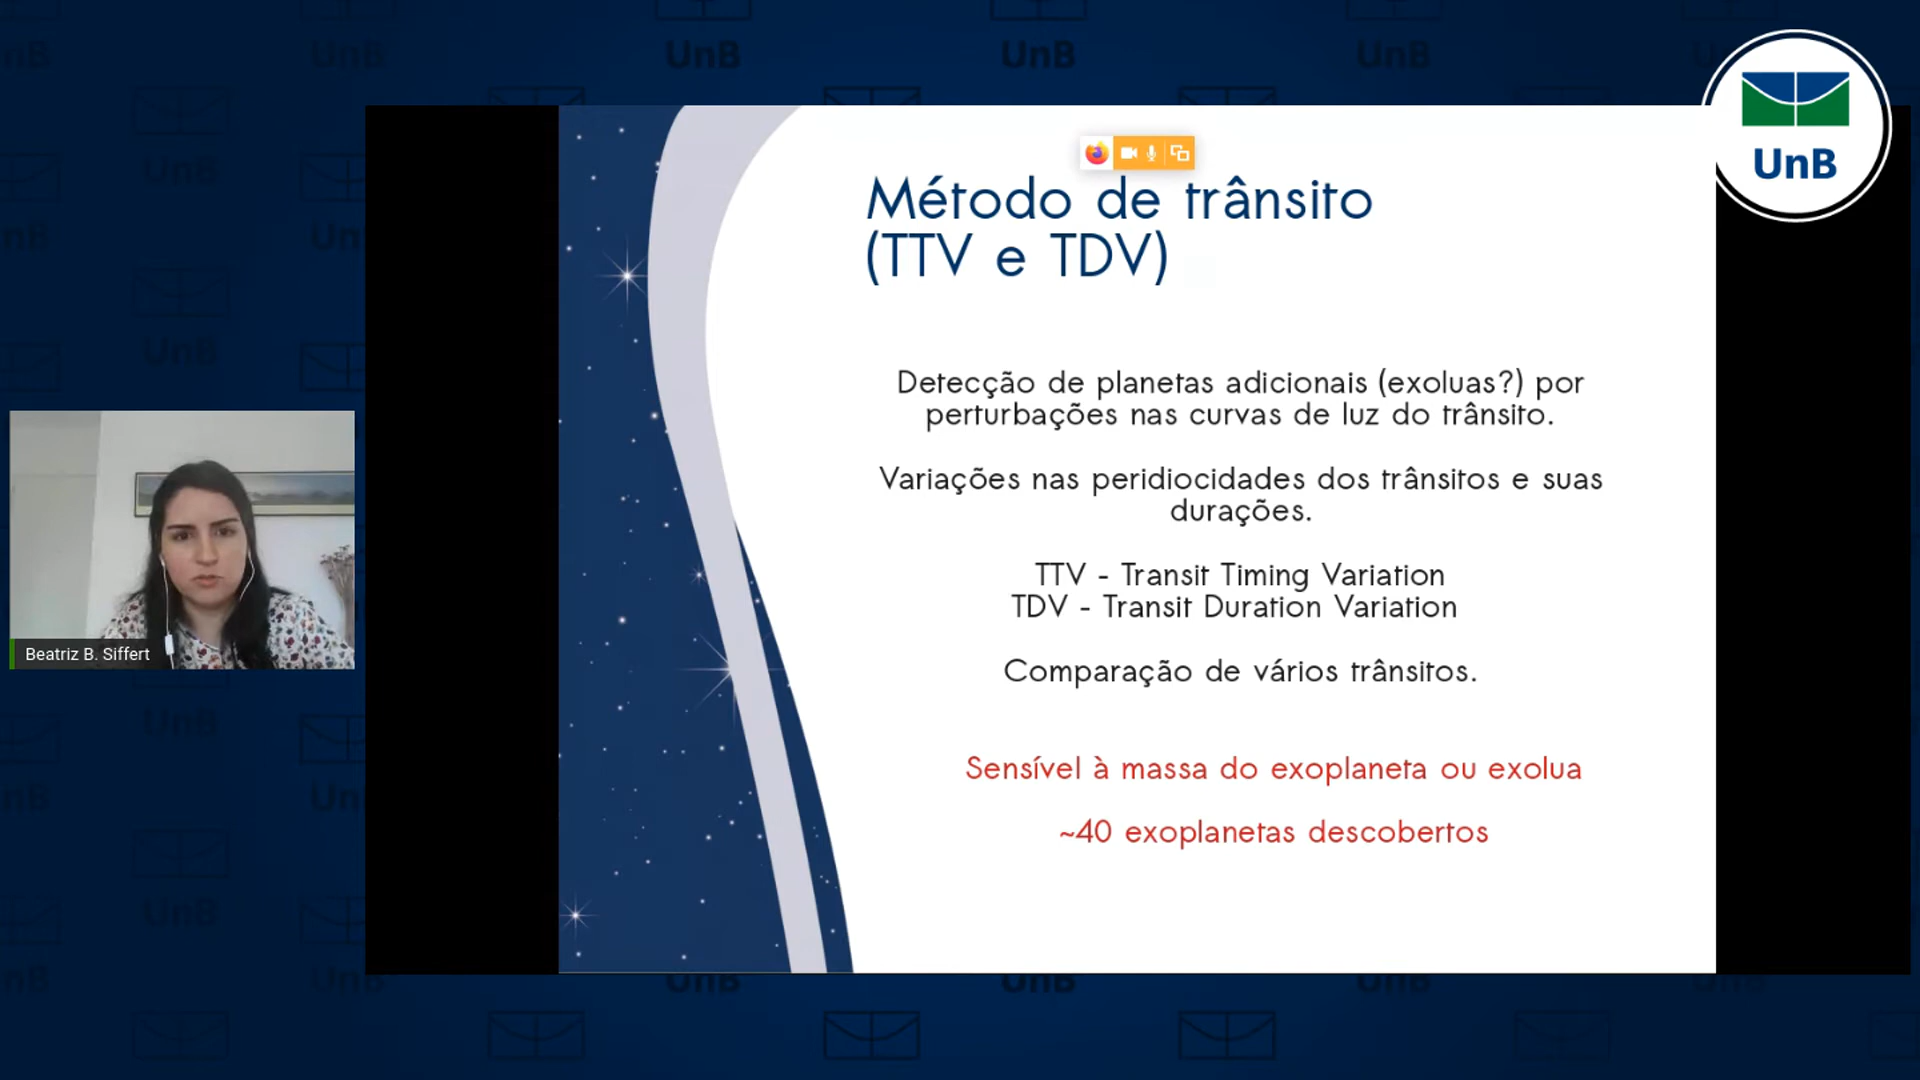 UnB
Método de trânsito
(TTV e TDV)
Detecção de planetas adicionais (exoluas?) por
perturbações nas curvas de luz do trânsito.
Variações nas peridiocidades dos trânsitos e suas
durações.
TTV - Transit Timing Variation
TDV - Transit Duration Variation
Comparação de vários trânsitos.
Sensível à massa do exoplaneta ou exolua
~40 exoplanetas descobertos
Beatriz B. Siffert